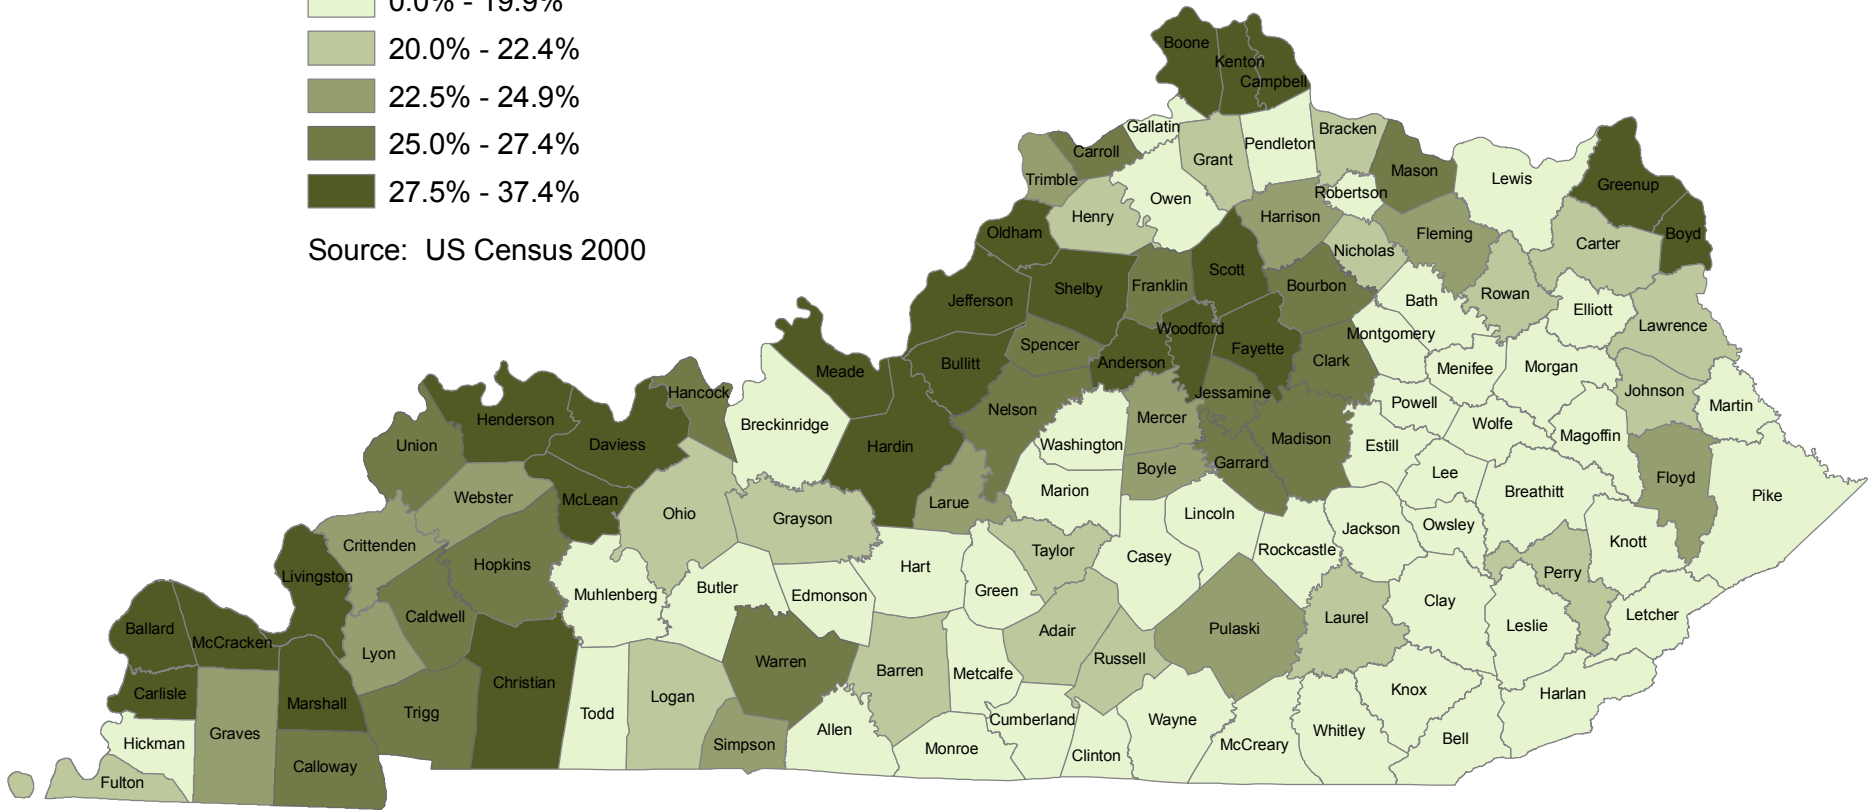 0.0% - 19.9%
20.0% - 22.4%
22.5% - 24.9%
25.0% - 27.4%
27.5% - 37.4%
Source: US Census 2000
Boone
Kenton
Campbell
Gallatin
Pendleton
Bracken
Carroll
Grant
Mason
Trimble
Owen
Robertson
Lewis
Greenup
Henry
Harrison
Oldham
Fleming
Boyd
Nicholas
Carter
Scott
Shelby
Franklin
Bourbon
Jefferson
Bath
Rowan
Elliott
Woodford
Montgomery
Lawrence
Spencer
Fayette
Bullitt
Anderson
Clark
Menifee
Morgan
Meade
Hancock
Jessamine
Johnson
Martin
Nelson
Powell
Henderson
Breckinridge
Mercer
Wolfe
Magoffin
Union
Daviess
Hardin
Washington
Madison
Estill
Garrard
Boyle
Lee
Floyd
Webster
McLean
Larue
Marion
Breathitt
Pike
Ohio
Grayson
Lincoln
Jackson
Owsley
Crittenden
Taylor
Casey
Rockcastle
Knott
Hopkins
Hart
Perry
Livingston
Muhlenberg
Butler
Edmonson
Green
Clay
Caldwell
Laurel
Leslie
Letcher
Ballard
McCracken
Adair
Pulaski
Lyon
Warren
Russell
Barren
Metcalfe
Christian
Carlisle
Marshall
Logan
Knox
Harlan
Trigg
Todd
Cumberland
Wayne
Graves
Allen
Whitley
Hickman
Simpson
Monroe
McCreary
Bell
Clinton
Calloway
Fulton